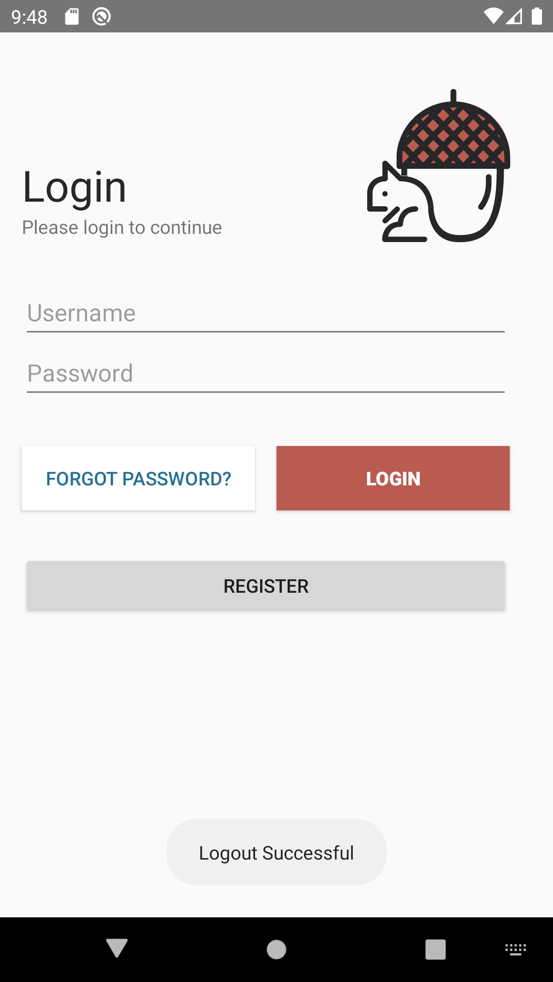 9:48
Login
Please login to continue
Username
Password
FORGOT PASSWORD?
LOGIN
REGISTER
Logout Successful